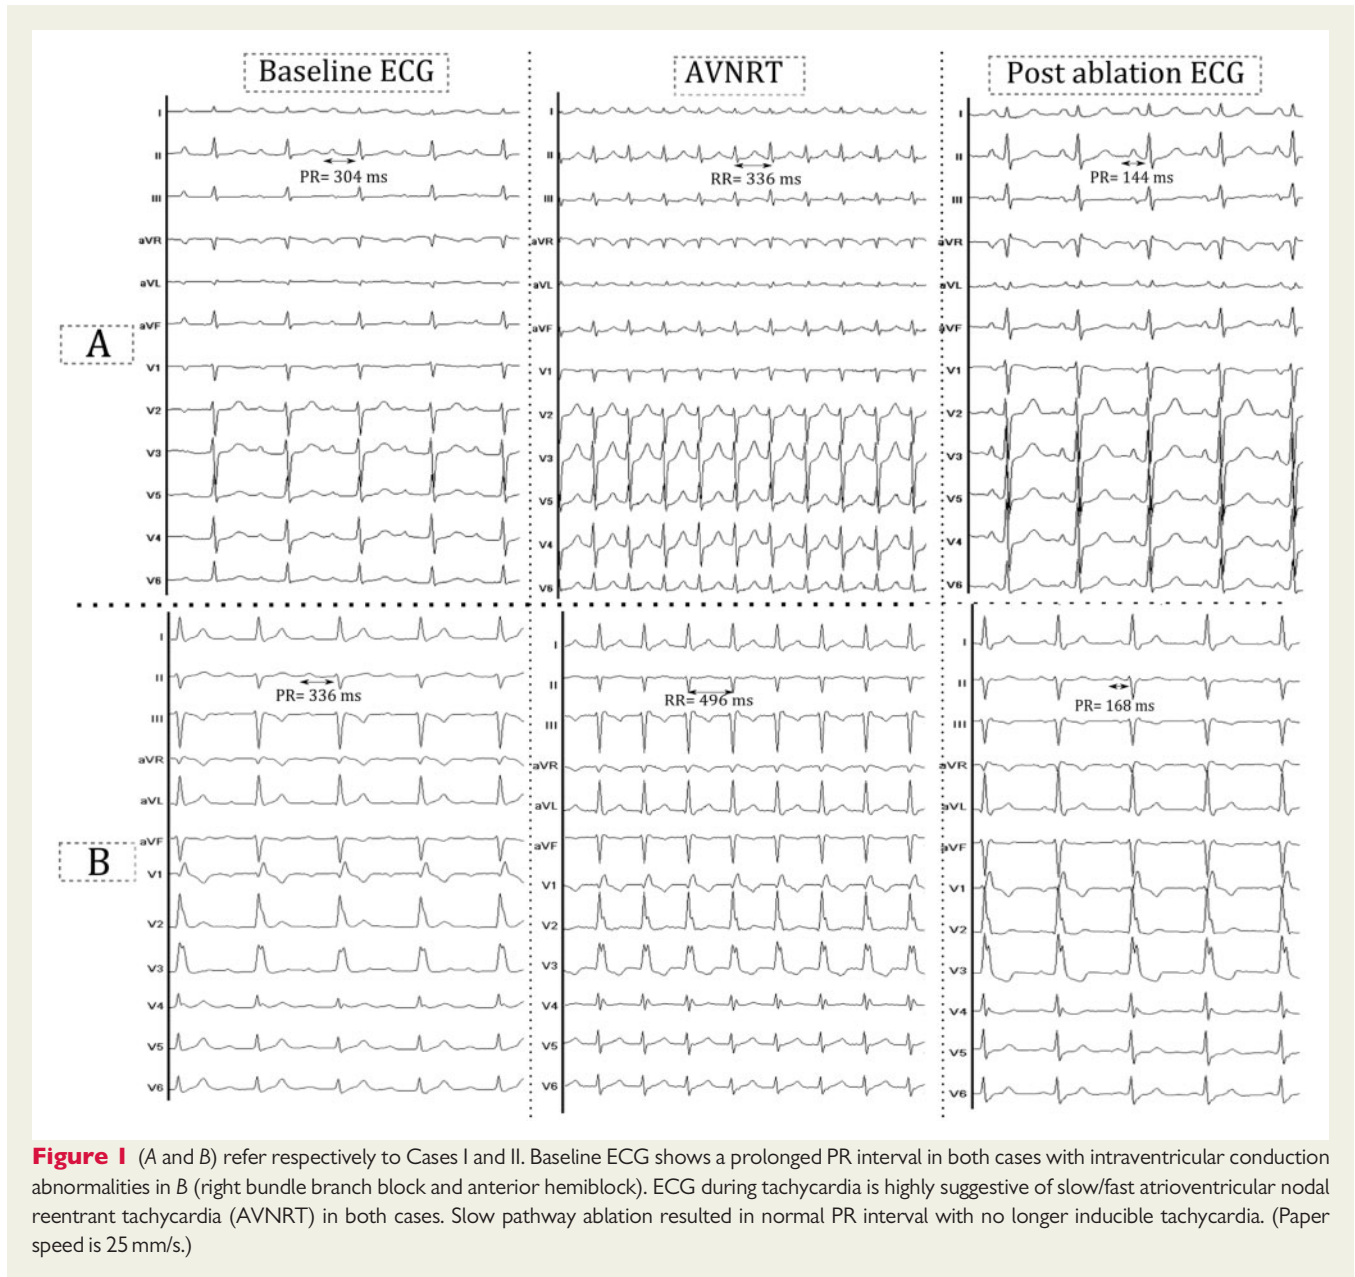 Baseline ECG
AVNRT
Post ablation ECG
A
I
II
PR= 304 ms
III
aVR
aVL
aVF
V1
V2
V3
V5
V4
V6
I
II
RR= 336 ms
III
aVR
aVL
aVF
V1
V2
V3
V5
V4
V6
I
II
PR= 144 ms
III
aVR
aVL
aVF
V1
V2
V3
V5
V4
V6
B
I
II
PR= 336 ms
III
aVR
aVL
aVF
V1
V2
V3
V4
V5
V6
I
II
RR= 496 ms
III
aVR
aVL
aVF
V1
V2
V3
V4
V5
V6
I
II
PR= 168 ms
III
aVR
aVL
aVF
V1
V2
V3
V4
V5
V6
Figure 1 (A and B) refer respectively to Cases I and II. Baseline ECG shows a prolonged PR interval in both cases with intraventricular conduction
abnormalities in B (right bundle branch block and anterior hemiblock). ECG during tachycardia is highly suggestive of slow/fast atrioventricular nodal
reentrant tachycardia (AVNRT) in both cases. Slow pathway ablation resulted in normal PR interval with no longer inducible tachycardia. (Paper
speed is 25 mm/s.)